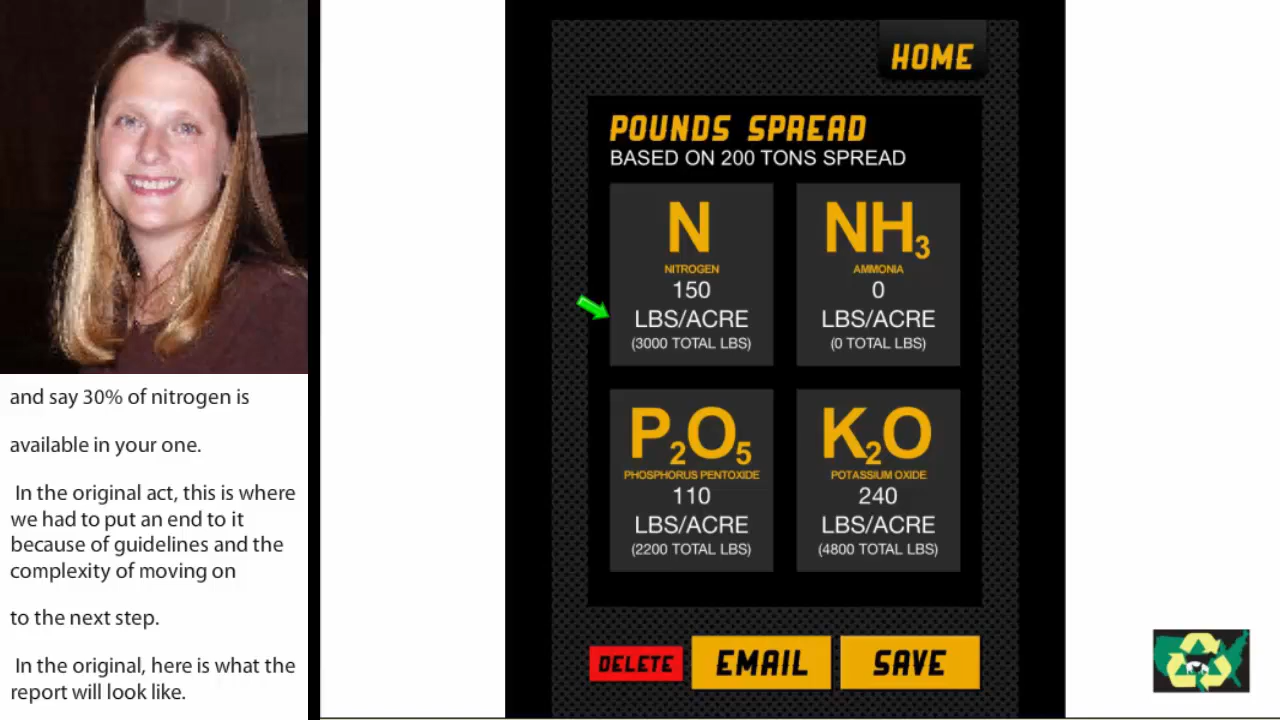 and say 30% of nitrogen is
available in your one.
In the original act, this is where
we had to put an end to it
because of guidelines and the
complexity of moving on
to the next step.
In the original, here is what the
report will look like.
HOME
POUNDS SPREAD
BASED ON 200 TONS SPREAD
N
NITROGEN
150
LBS/ACRE
(3000 TOTAL LBS)
NH3
AMMONIA
0
LBS/ACRE
(0 TOTAL LBS)
P2O5
PHOSPHORUS PENTOXIDE
110
LBS/ACRE
(2200 TOTAL LBS)
K2O
POTASSIUM OXIDE
240
LBS/ACRE
(4800 TOTAL LBS)
DELETE
EMAIL
SAVE